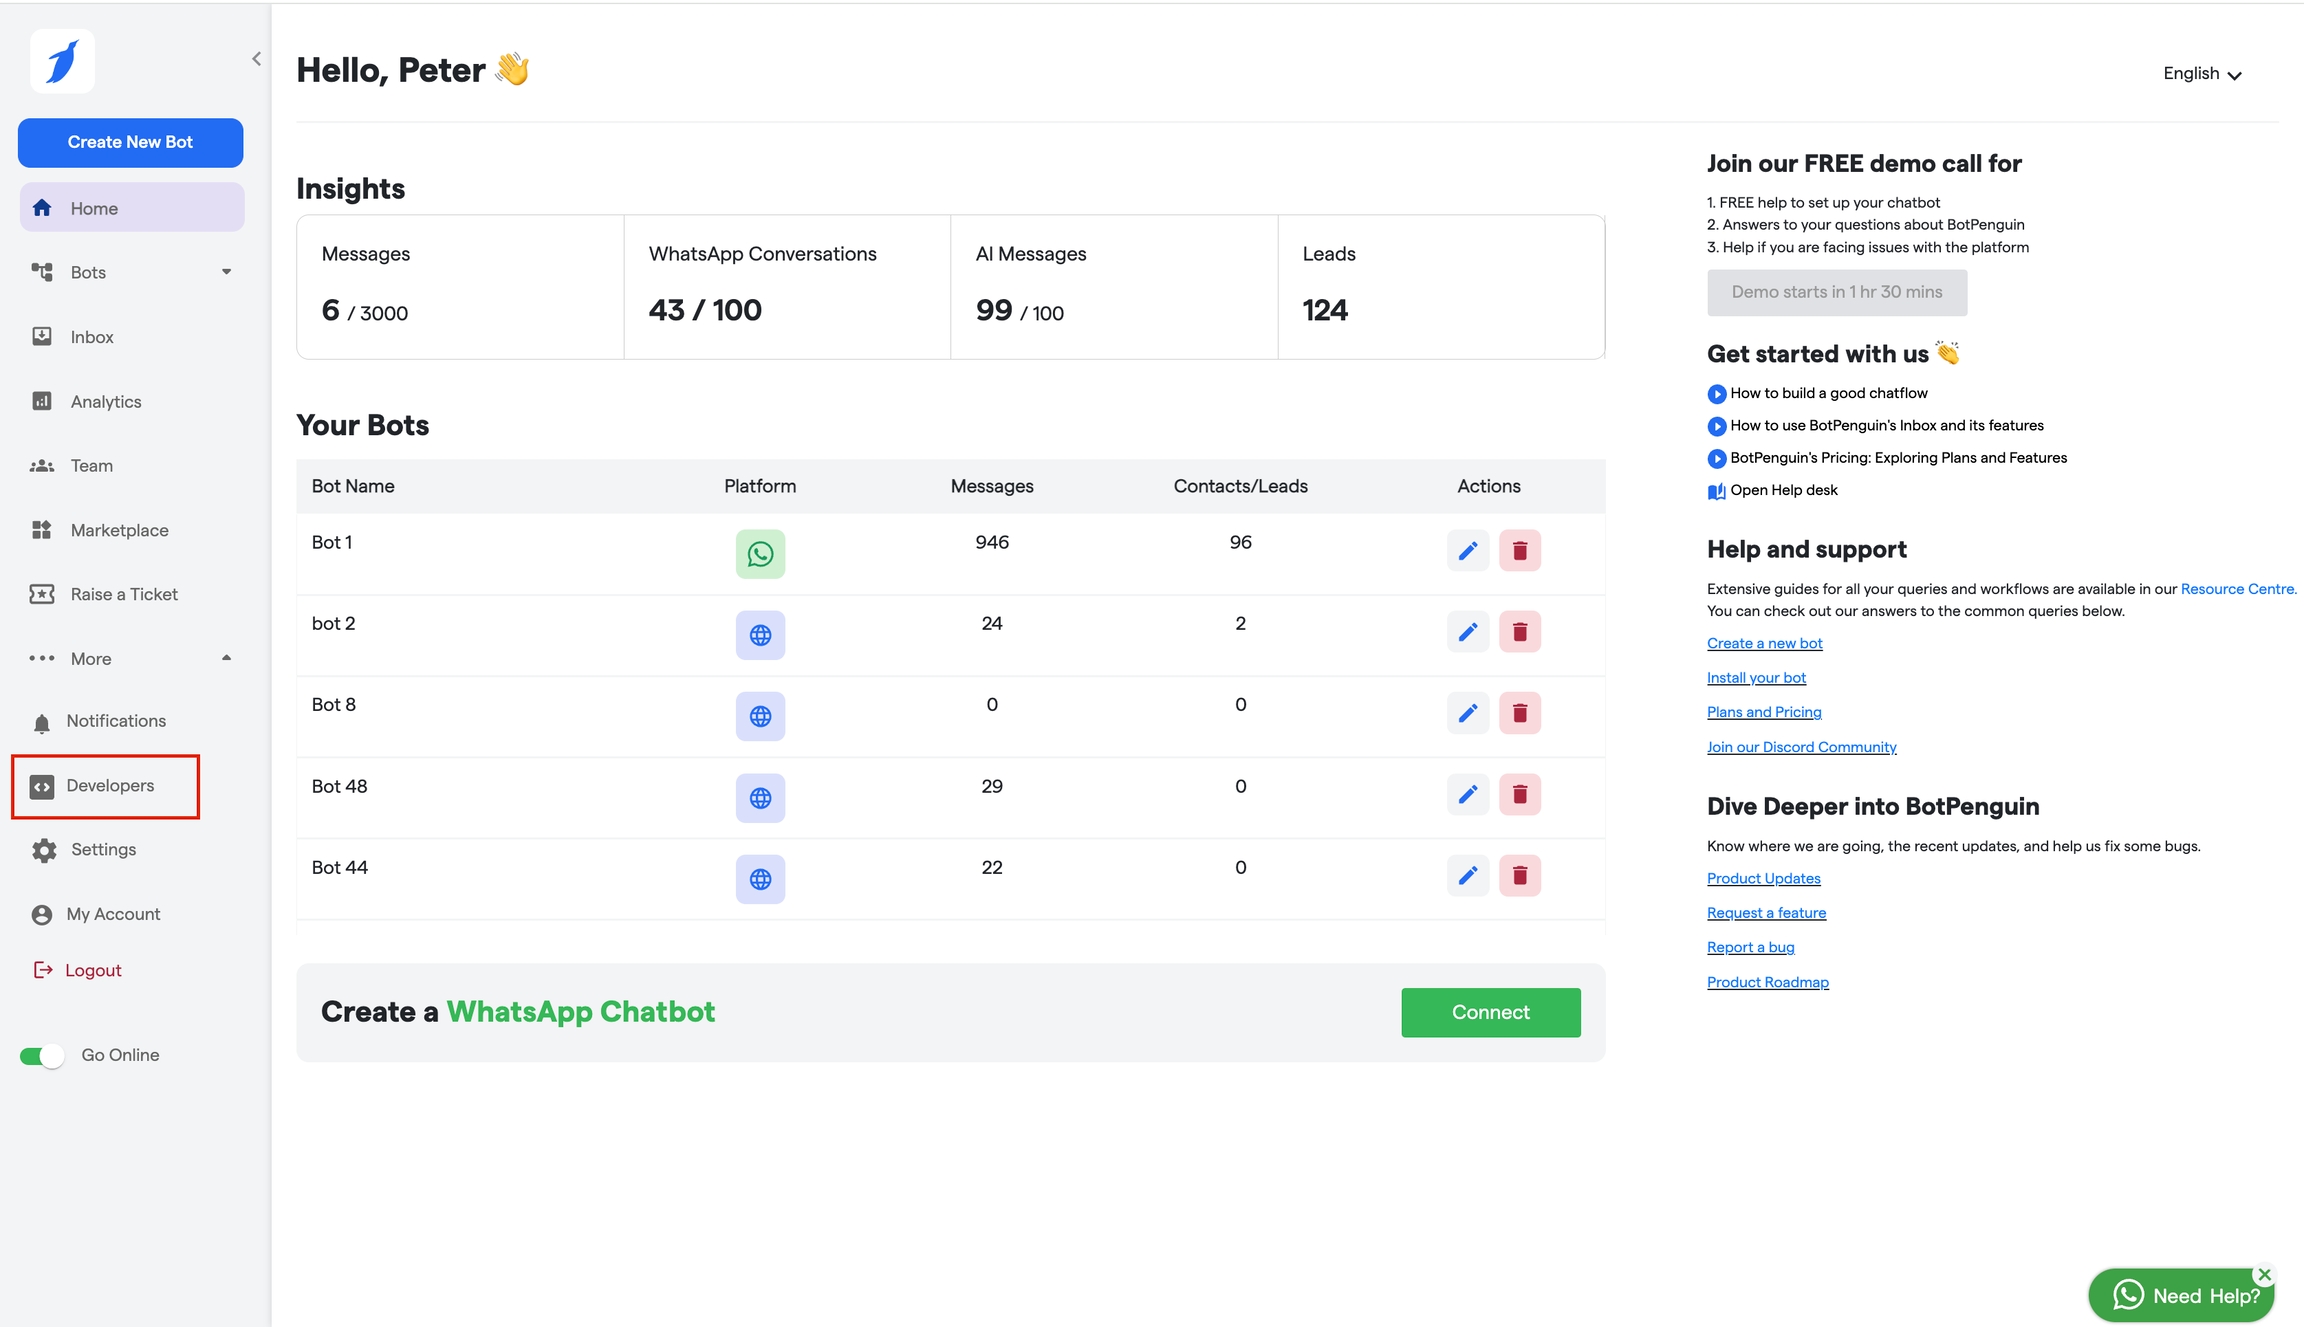 Create New Bot
Home
Bots
Inbox
Analytics
Team
Marketplace
Raise a Ticket
More
Notifications
Developers
Settings
My Account
Logout
Go Online
Hello, Peter
English
Insights
Messages
6 / 3000
WhatsApp Conversations
43 / 100
AI Messages
99 / 100
Leads
124
Your Bots
Bot Name Platform Messages Contacts/Leads Actions
Bot 1 946 96
bot 2 24 2
Bot 8 0 0
Bot 48 29 0
Bot 44 22 0
Create a WhatsApp Chatbot
Connect
Join our FREE demo call for
1. FREE help to set up your chatbot
2. Answers to your questions about BotPenguin
3. Help if you are facing issues with the platform
Demo starts in 1 hr 30 mins
Get started with us
How to build a good chatflow
How to use BotPenguin's Inbox and its features
BotPenguin's Pricing: Exploring Plans and Features
Open Help desk
Help and support
Extensive guides for all your queries and workflows are available in our Resource Centre.
You can check out our answers to the common queries below.
Create a new bot
Install your bot
Plans and Pricing
Join our Discord Community
Dive Deeper into BotPenguin
Know where we are going, the recent updates, and help us fix some bugs.
Product Updates
Request a feature
Report a bug
Product Roadmap
Need Help?